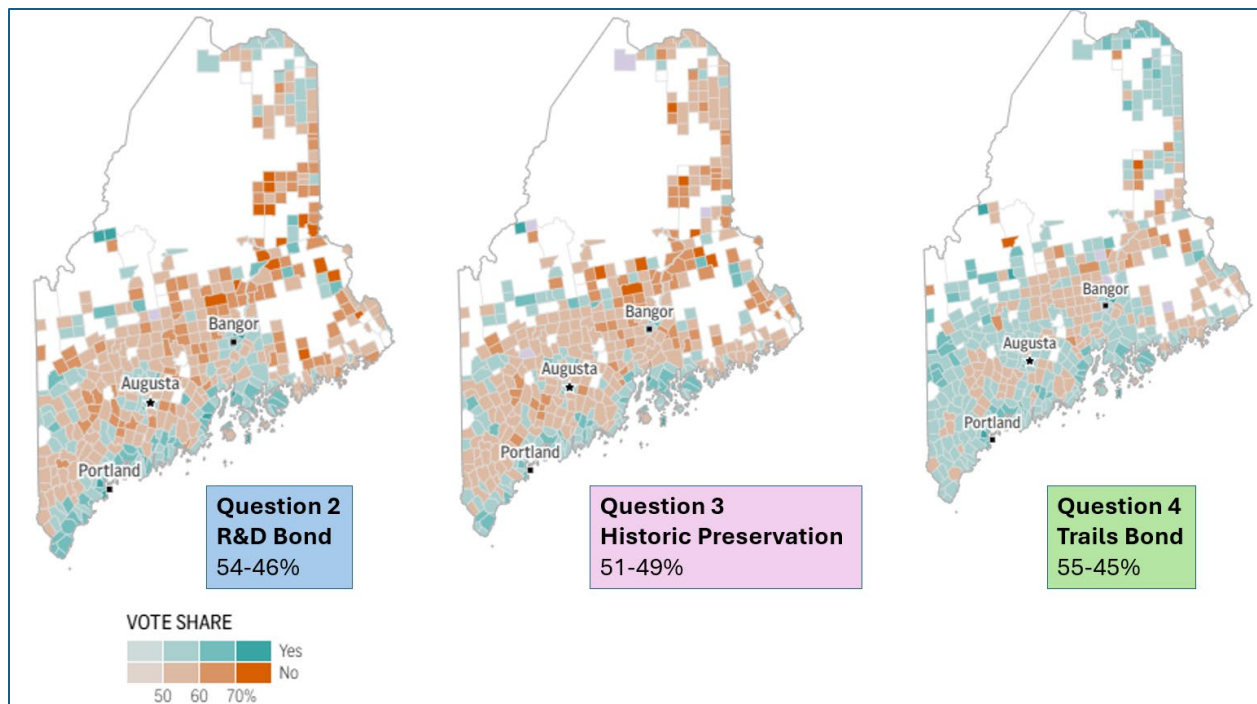 Bangor
Augusta
Portland
Question 2
R&D Bond
54-46%
Bangor
Augusta
Portland
Question 3
Historic Preservation
51-49%
Bangor
Augusta
Portland
Question 4
Trails Bond
55-45%
VOTE SHARE
Yes
No
50 60 70%